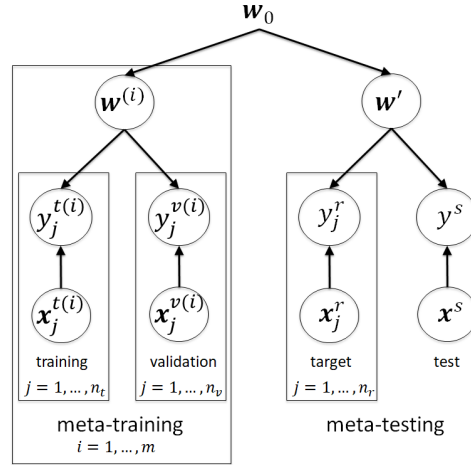 w₀
w⁽ⁱ⁾ w′
yⱼᵗ⁽ⁱ⁾ yⱼᵛ⁽ⁱ⁾ yⱼʳ yˢ
xⱼᵗ⁽ⁱ⁾ xⱼᵛ⁽ⁱ⁾ xⱼʳ xˢ
training validation target test
j = 1, ..., nₜ j = 1, ..., nᵥ j = 1, ..., nᵣ
meta-training meta-testing
i = 1, ..., m